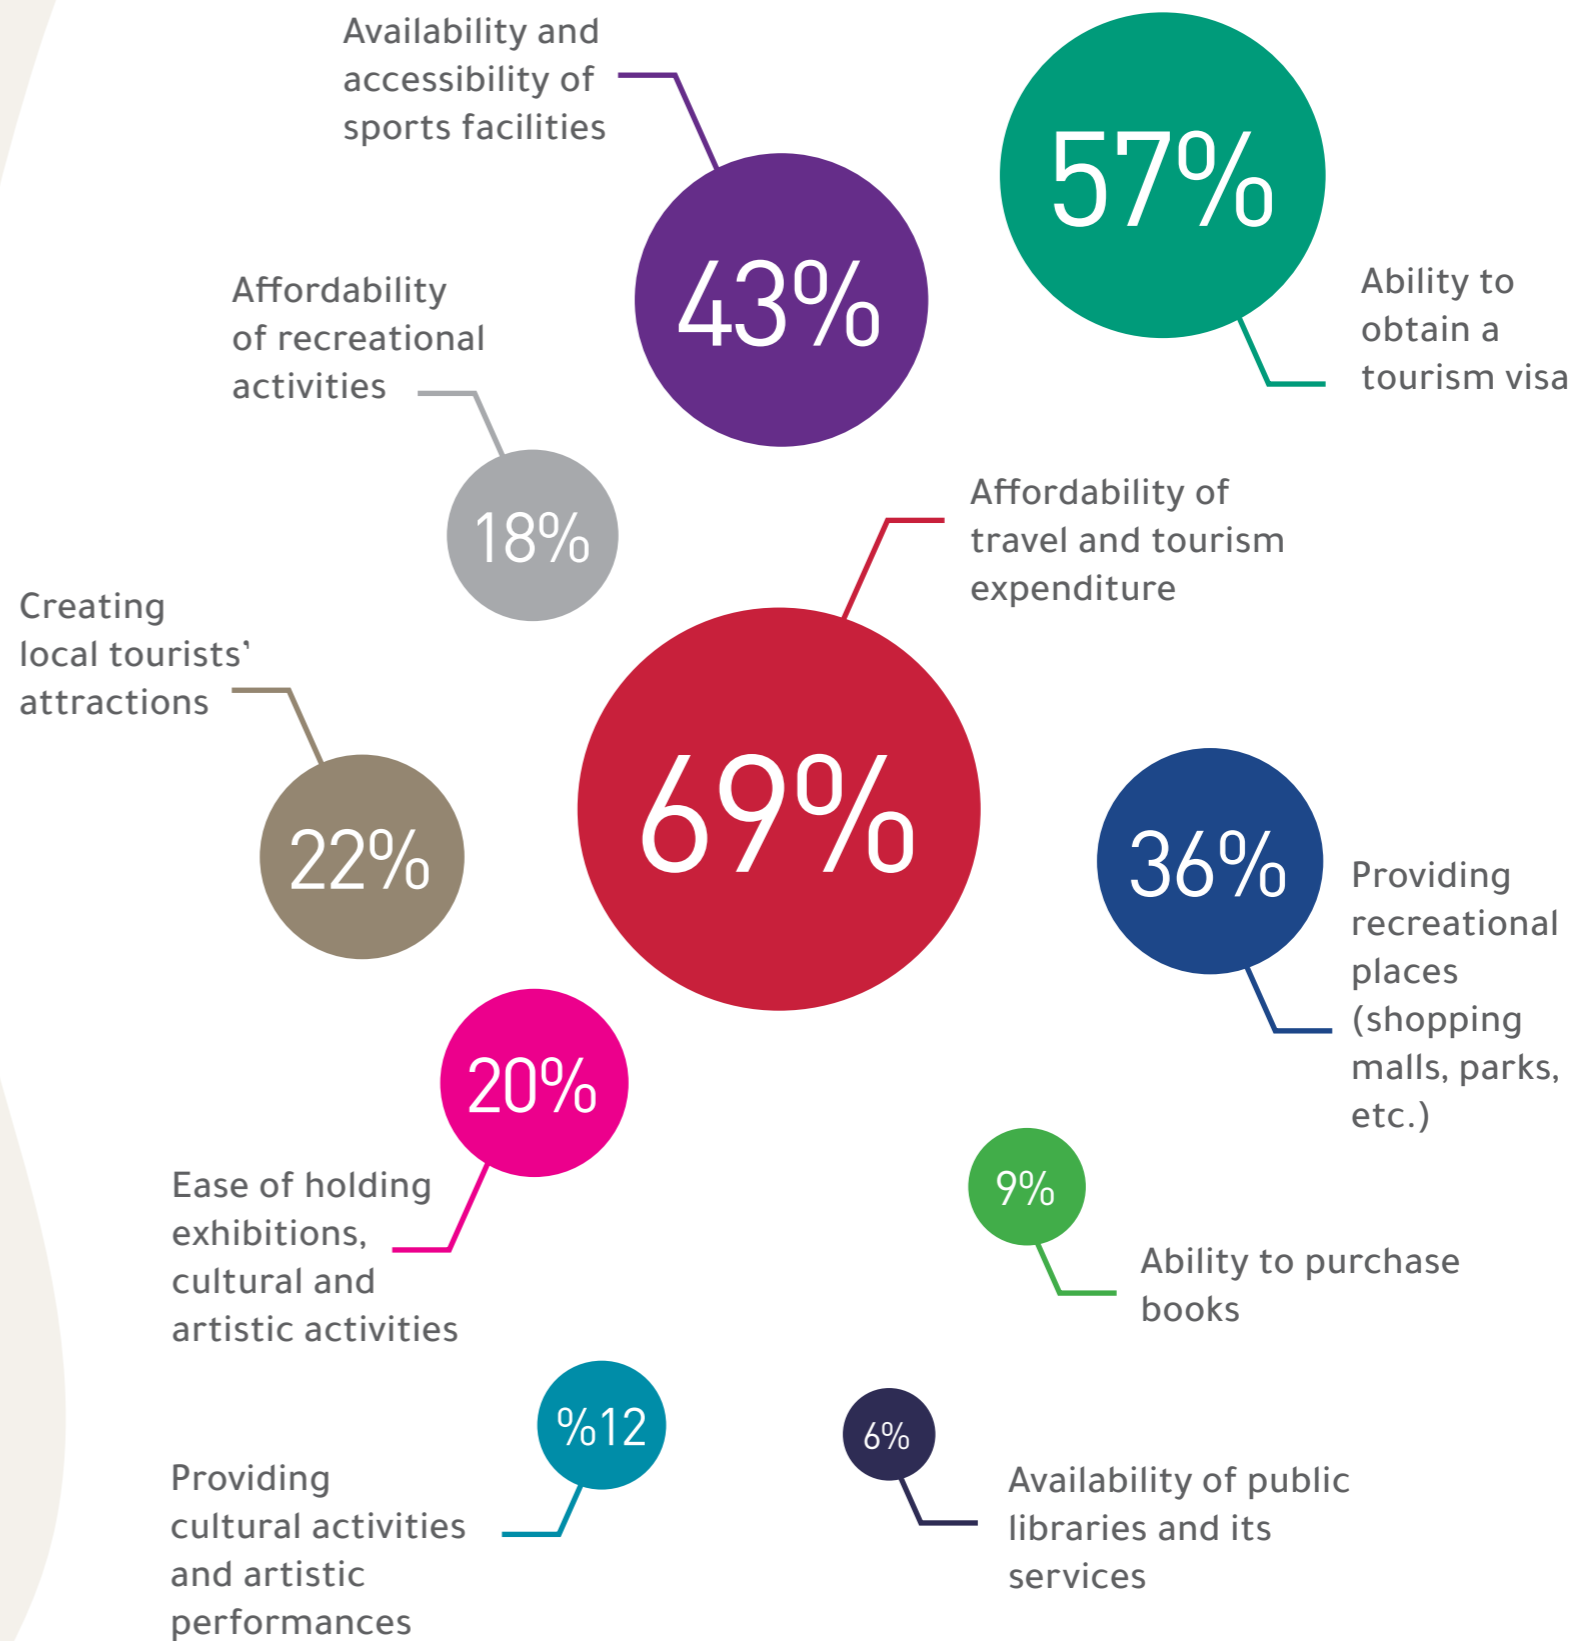 Availability and
accessibility of
sports facilities
43%
57%
Ability to
obtain a
tourism visa
Affordability
of recreational
activities
18%
Affordability of
travel and tourism
expenditure
69%
Creating
local tourists'
attractions
22%
36%
Providing
recreational
places
(shopping
malls, parks,
etc.)
20%
Ease of holding
exhibitions,
cultural and
artistic activities
9%
Ability to purchase
books
%12
Providing
cultural activities
and artistic
performances
6%
Availability of public
libraries and its
services